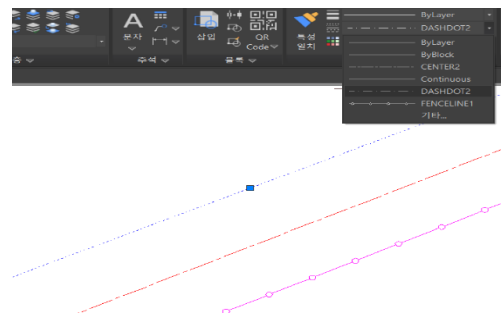 ByLayer
DASHDOT2
문자
삽입
QR
Code
특성
일치
주석
블록
ByLayer
ByBlock
CENTER2
Continuous
DASHDOT2
FENCELINE1
기타...